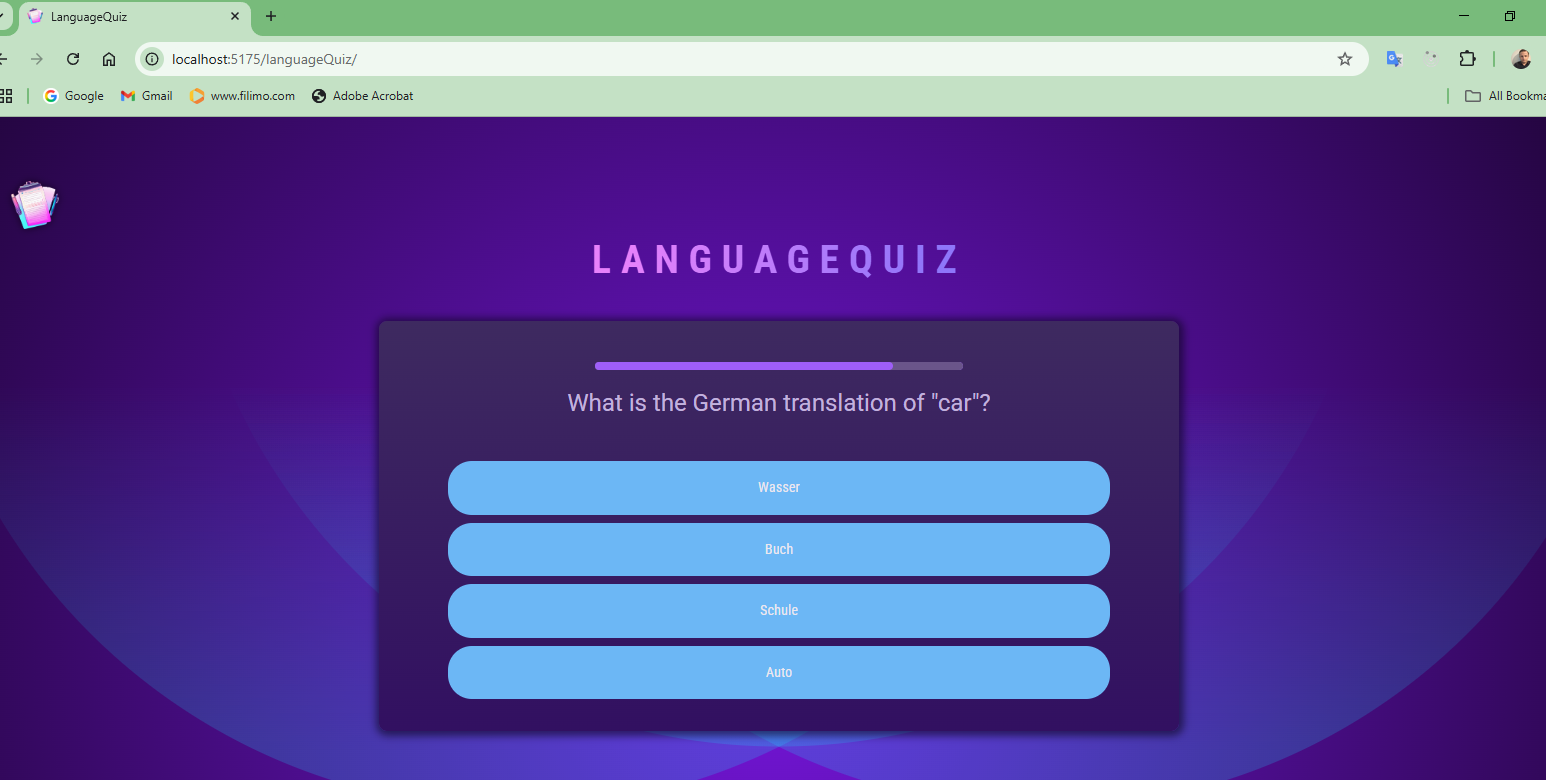 LanguageQuiz
localhost:5175/languageQuiz/
Google Gmail www.filimo.com Adobe Acrobat All Bookma
LANGUAGEQUIZ
What is the German translation of "car"?
Wasser
Buch
Schule
Auto